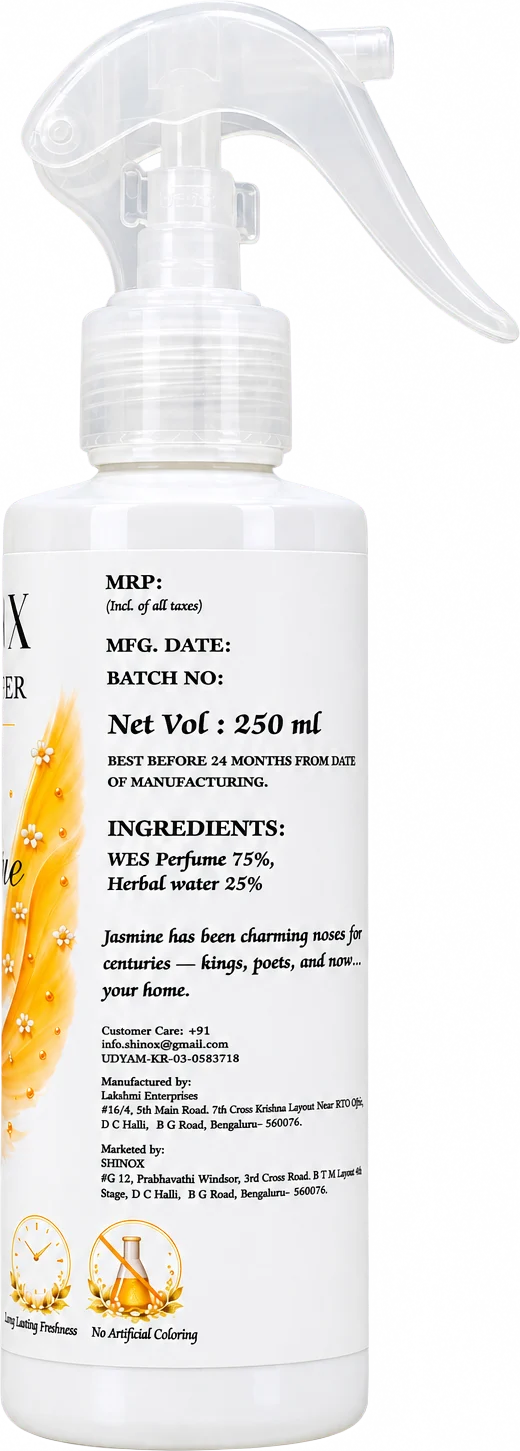 MRP:
(Incl. of all taxes)
MFG. DATE:
BATCH NO:
Net Vol : 250 ml
BEST BEFORE 24 MONTHS FROM DATE
OF MANUFACTURING.
INGREDIENTS:
WES Perfume 75%,
Herbal water 25%
Jasmine has been charming noses for
centuries — kings, poets, and now...
your home.
Customer Care: +91
info.shinox@gmail.com
UDYAM-KR-03-0583718
Manufactured by:
Lakshmi Enterprises
#16/4, 5th Main Road. 7th Cross Krishna Layout Near RTO
D C Halli, B G Road, Bengaluru- 560076.
Marketed by:
SHINOX
#G 12, Prabhavathi Windsor, 3rd Cross Road. B T M Layout 4th
Stage, D C Halli, B G Road, Bengaluru- 560076.
Long Lasting Freshness
No Artificial Coloring